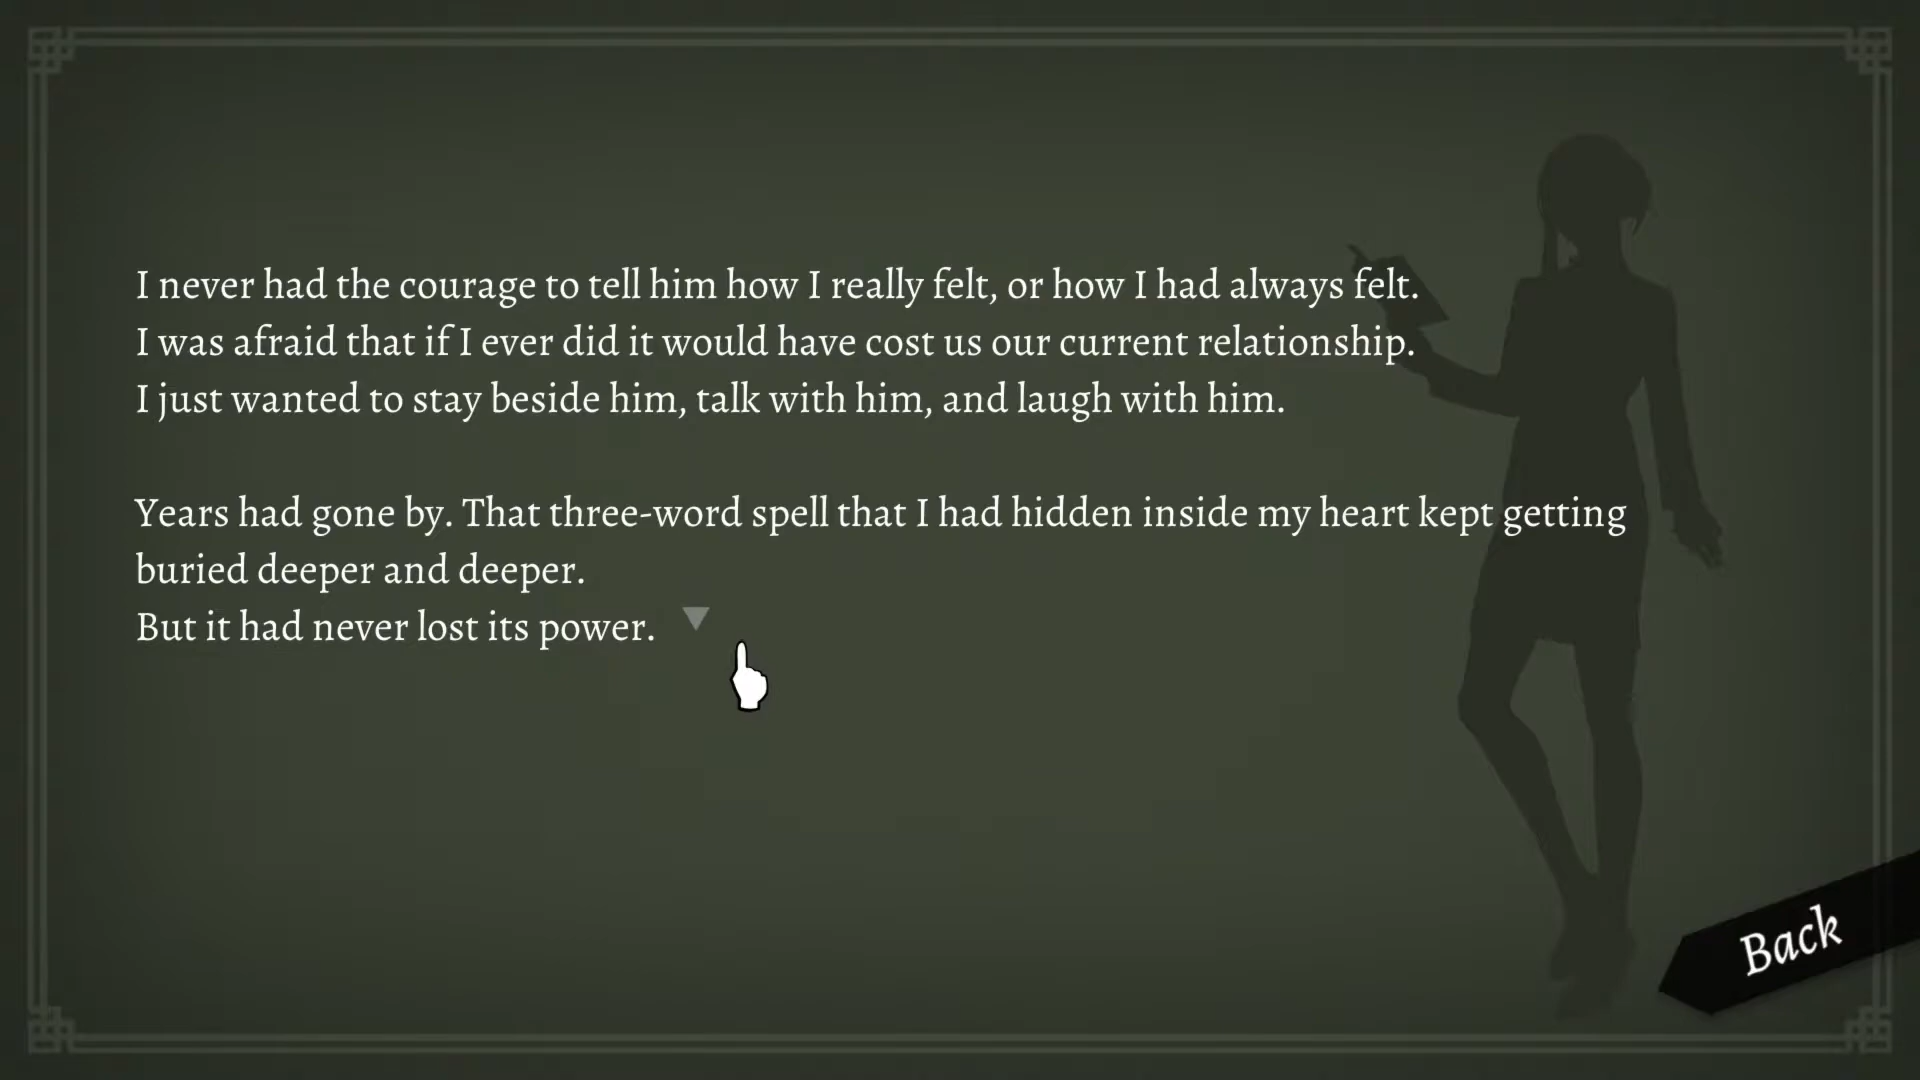 I never had the courage to tell him how I really felt, or how I had always felt.
I was afraid that if I ever did it would have cost us our current relationship.
I just wanted to stay beside him, talk with him, and laugh with him.
Years had gone by. That three-word spell that I had hidden inside my heart kept getting
buried deeper and deeper.
But it had never lost its power.
Back